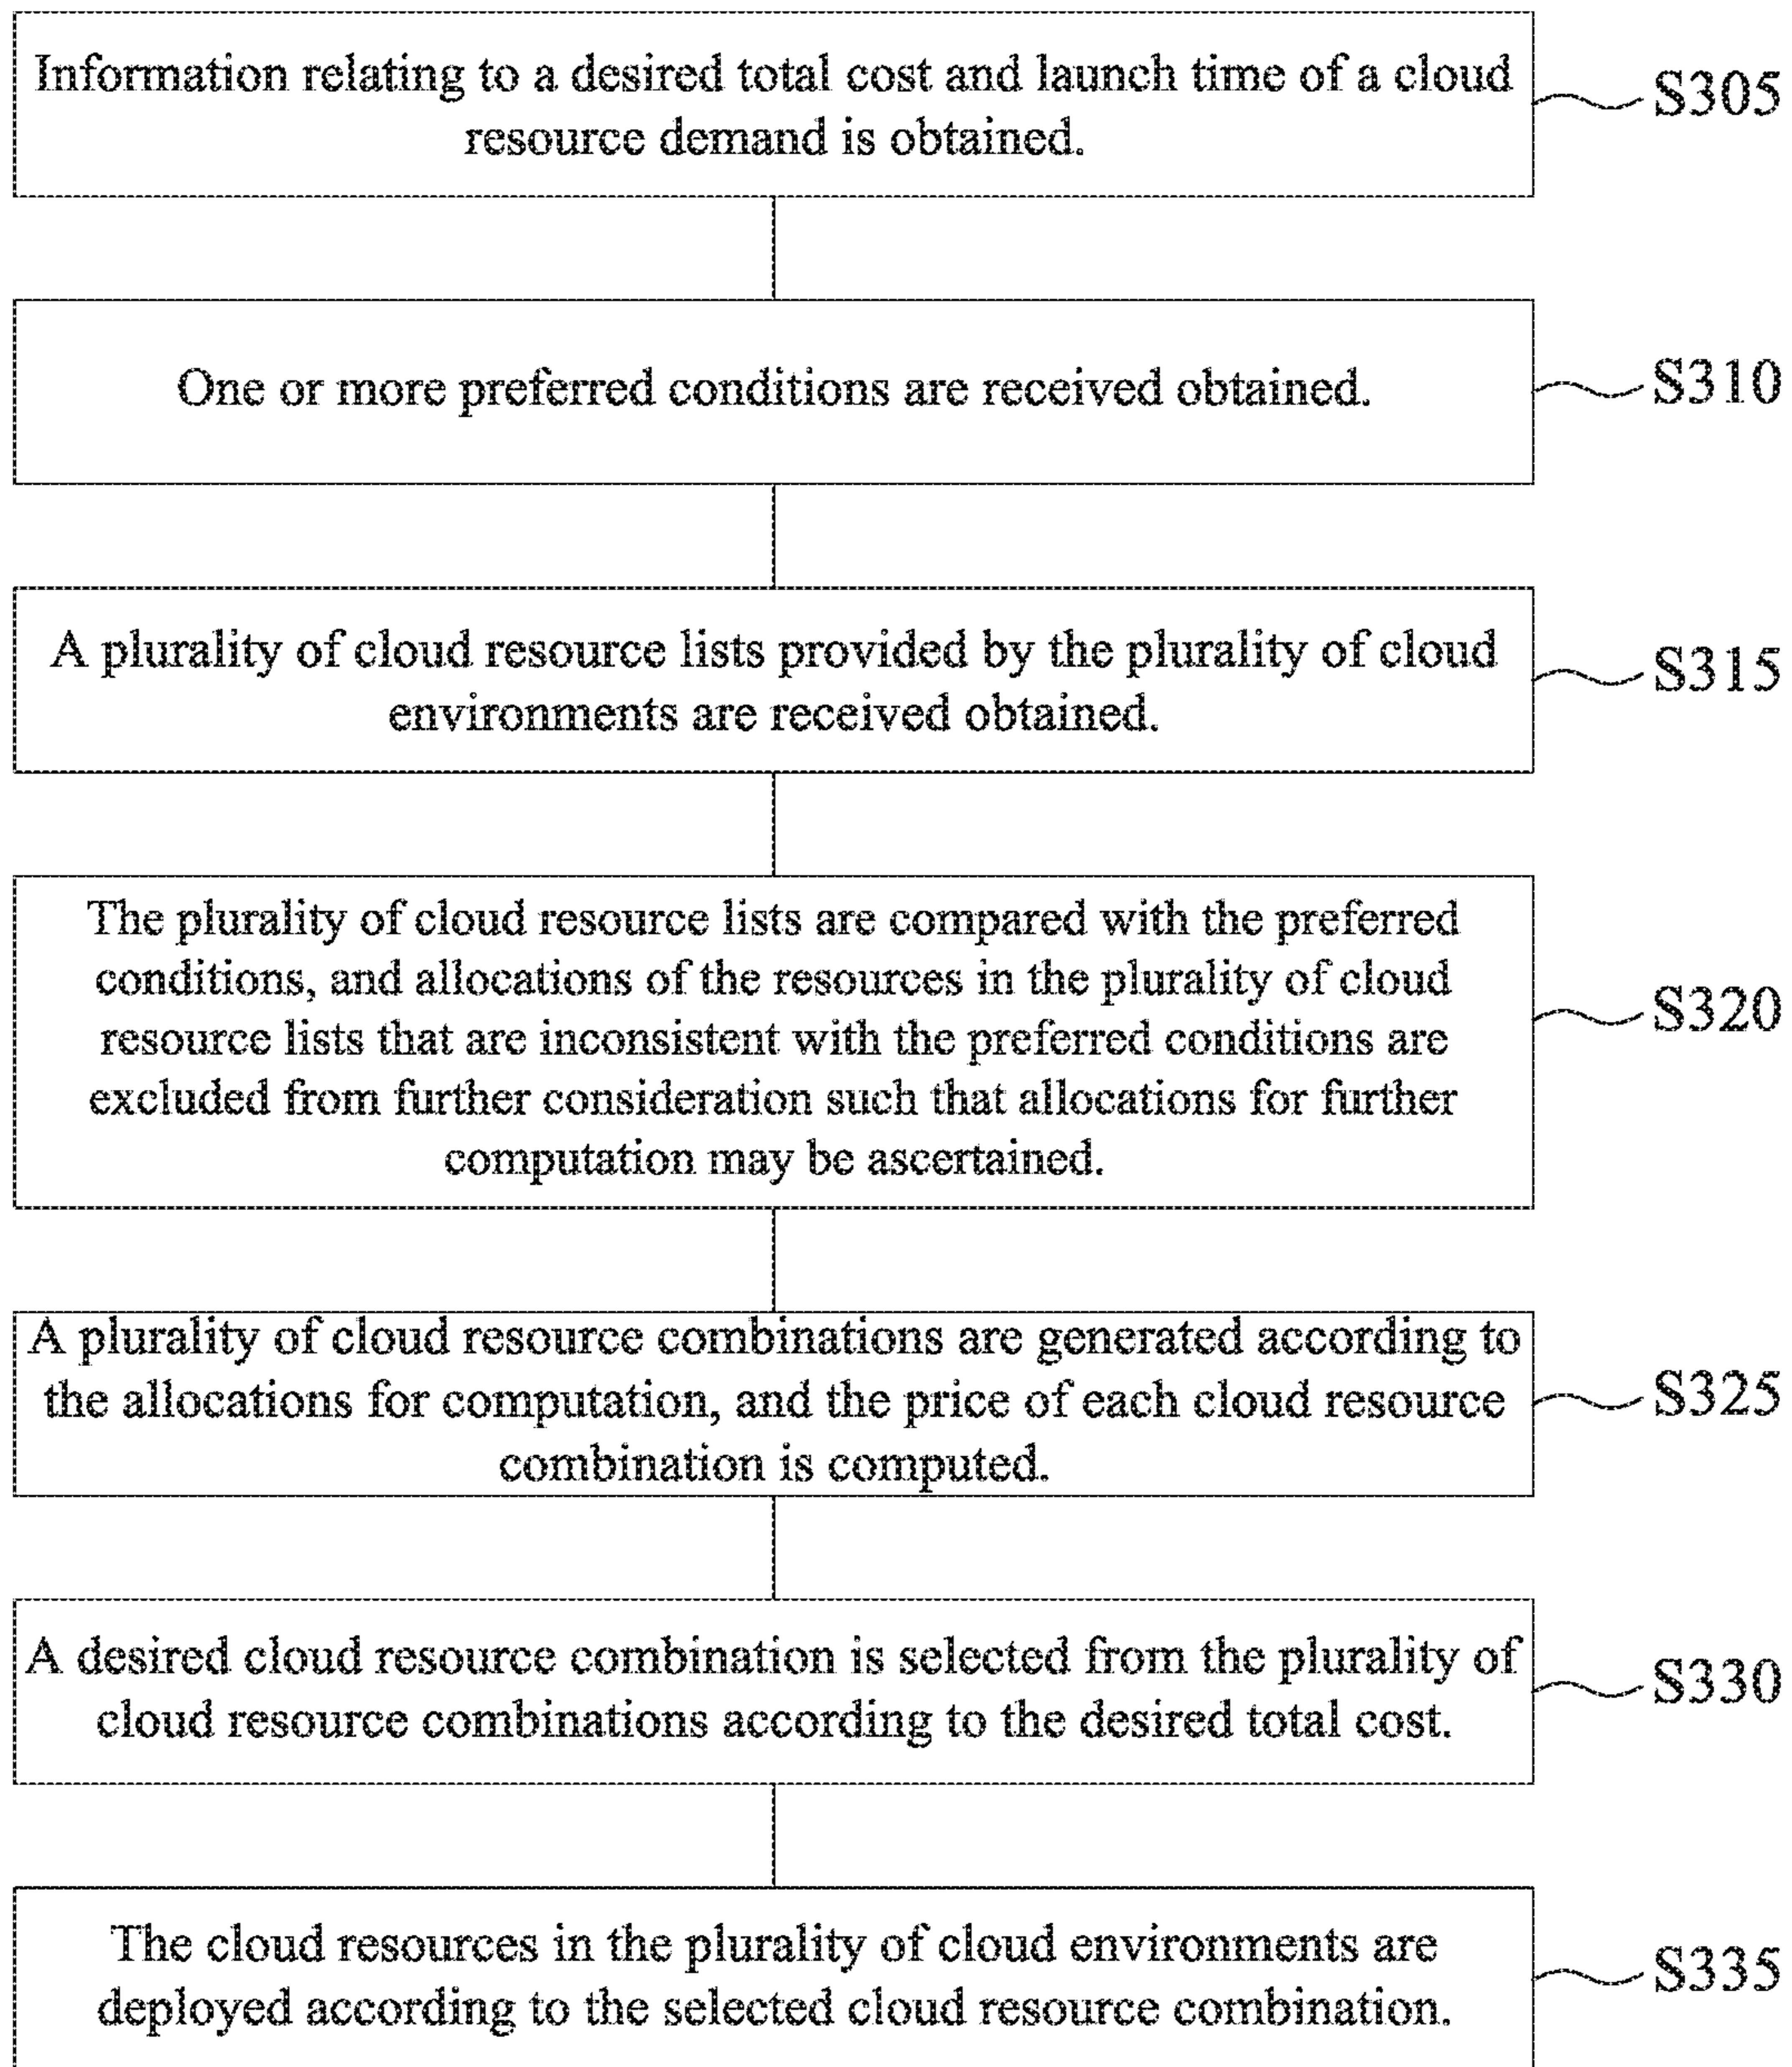 Information relating to a desired total cost and launch time of a cloud
resource demand is obtained.
S305
One or more preferred conditions are received obtained.
S310
A plurality of cloud resource lists provided by the plurality of cloud
environments are received obtained.
S315
The plurality of cloud resource lists are compared with the preferred
conditions, and allocations of the resources in the plurality of cloud
resource lists that are inconsistent with the preferred conditions are
excluded from further consideration such that allocations for further
computation may be ascertained.
S320
A plurality of cloud resource combinations are generated according to
the allocations for computation, and the price of each cloud resource
combination is computed.
S325
A desired cloud resource combination is selected from the plurality of
cloud resource combinations according to the desired total cost.
S330
The cloud resources in the plurality of cloud environments are
deployed according to the selected cloud resource combination.
S335